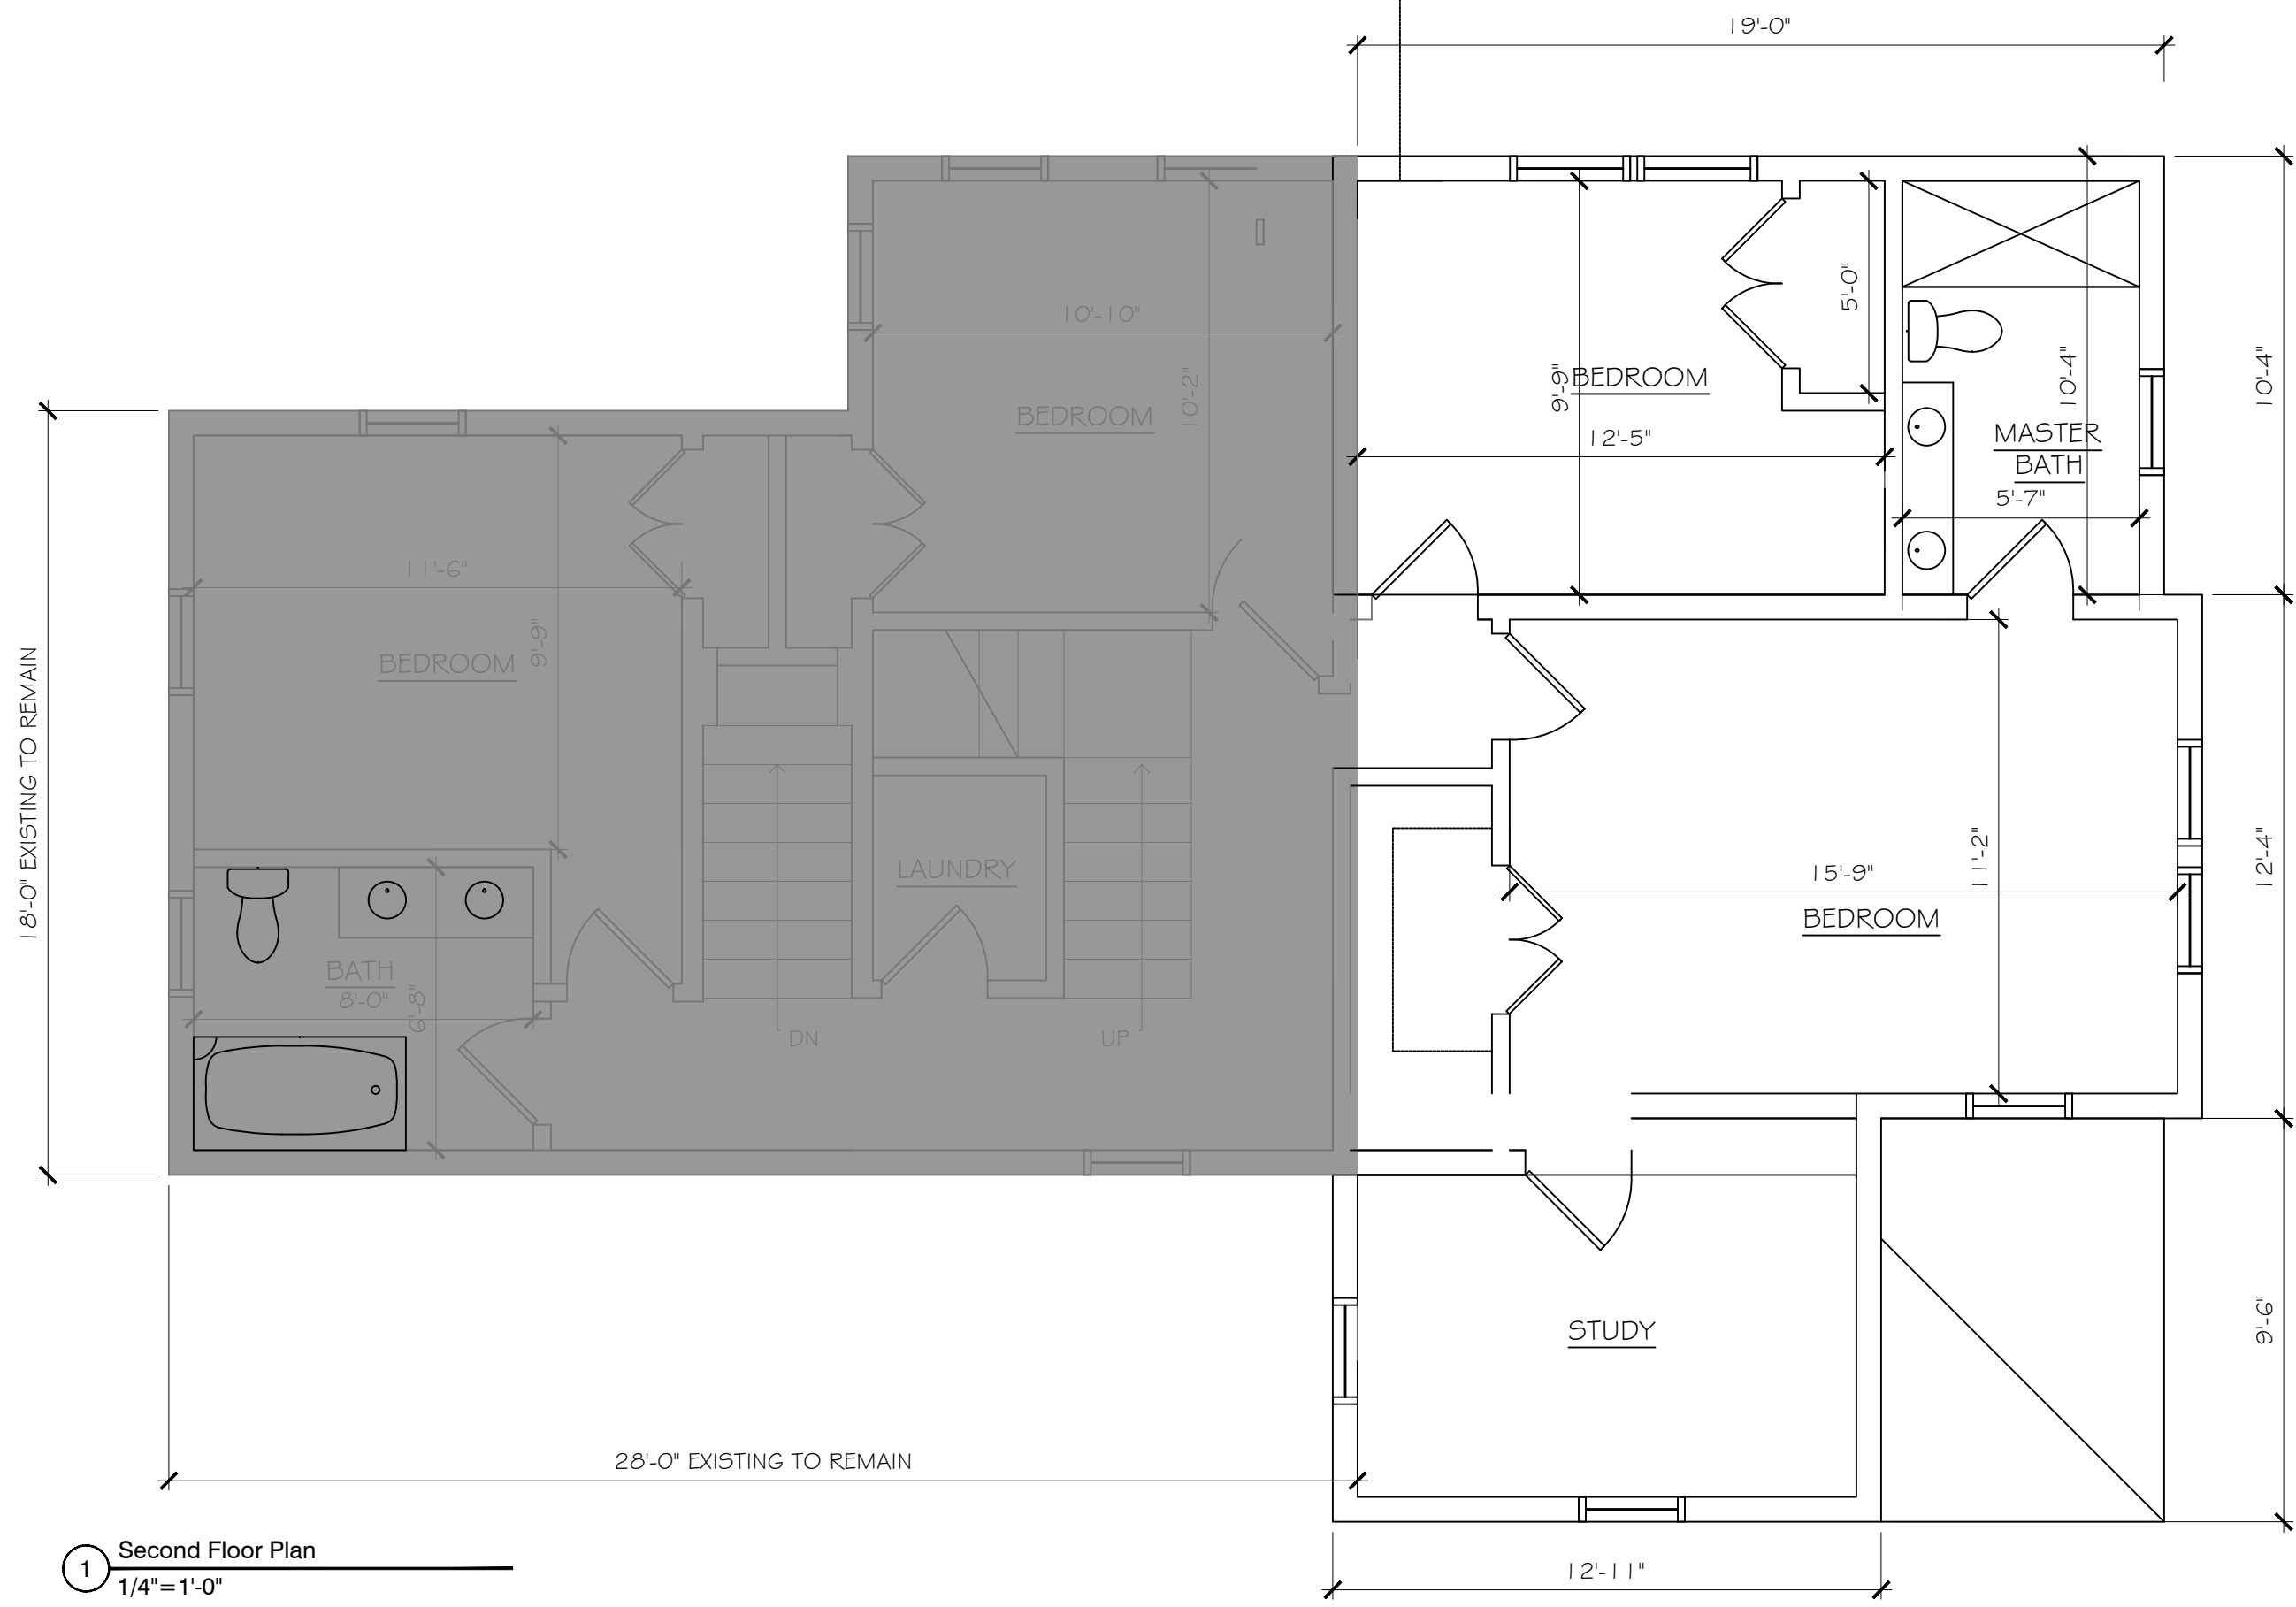 19'-0"
10'-10"
BEDROOM
10'-2"
9'-9"
BEDROOM
12'-5"
5'-0"
10'-4"
MASTER
BATH
5'-7"
10'-4"
11'-6"
BEDROOM
9'-9"
18'-0" EXISTING TO REMAIN
LAUNDRY
BATH
8'-0"
6'-8"
DN
UP
15'-9"
BEDROOM
11'-2"
12'-4"
STUDY
9'-6"
28'-0" EXISTING TO REMAIN
12'-11"
1
Second Floor Plan
1/4"=1'-0"